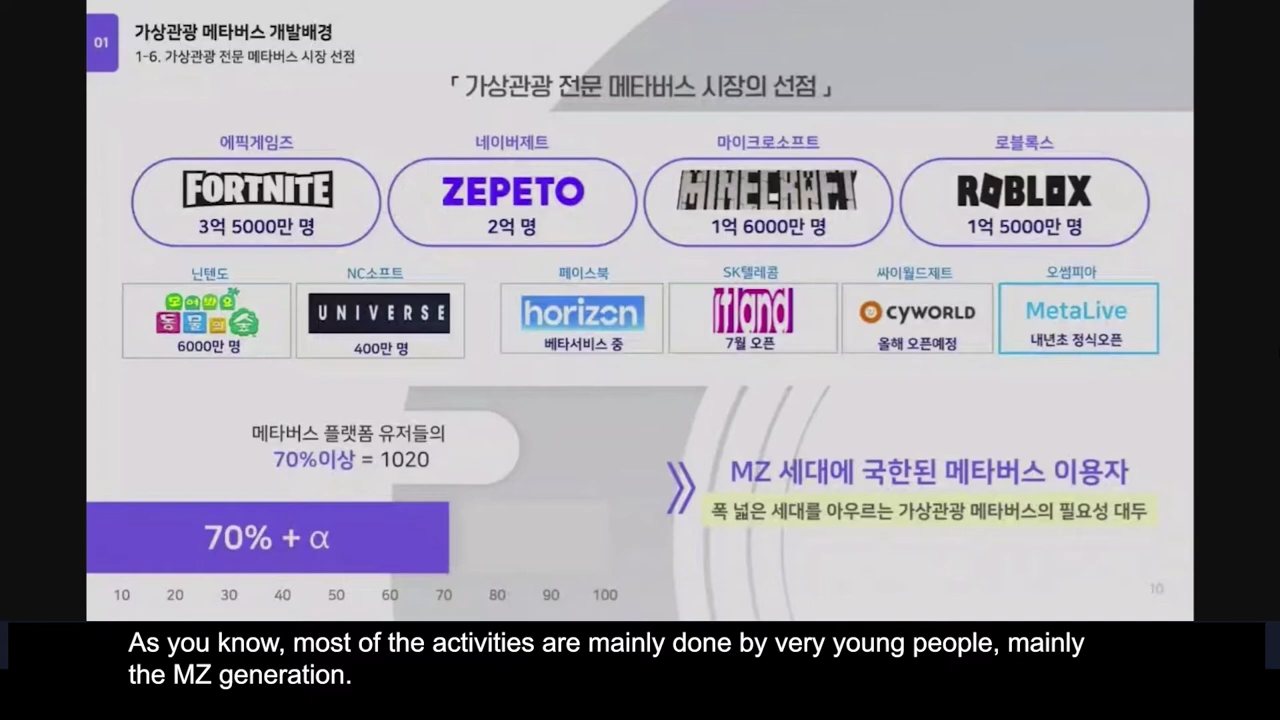 01
가상관광 메타버스 개발배경
1-6. 가상관광 전문 메타버스 시장 선점
「 가상관광 전문 메타버스 시장의 선점 」
에픽게임즈
네이버제트
마이크로소프트
로블록스
FORTNITE
ZEPETO
MINECRAFT
ROBLOX
3억 5000만 명
2억 명
1억 6000만 명
1억 5000만 명
닌텐도
NC소프트
페이스북
SK텔레콤
싸이월드제트
오썸피아
모여봐요
동물의숲
UNIVERSE
horizon
ifland
CYWORLD
MetaLive
6000만 명
400만 명
베타서비스 중
7월 오픈
올해 오픈예정
내년초 정식오픈
메타버스 플랫폼 유저들의
70%이상 = 1020
MZ 세대에 국한된 메타버스 이용자
폭 넓은 세대를 아우르는 가상관광 메타버스의 필요성 대두
70% + α
10 20 30 40 50 60 70 80 90 100
10
As you know, most of the activities are mainly done by very young people, mainly
the MZ generation.